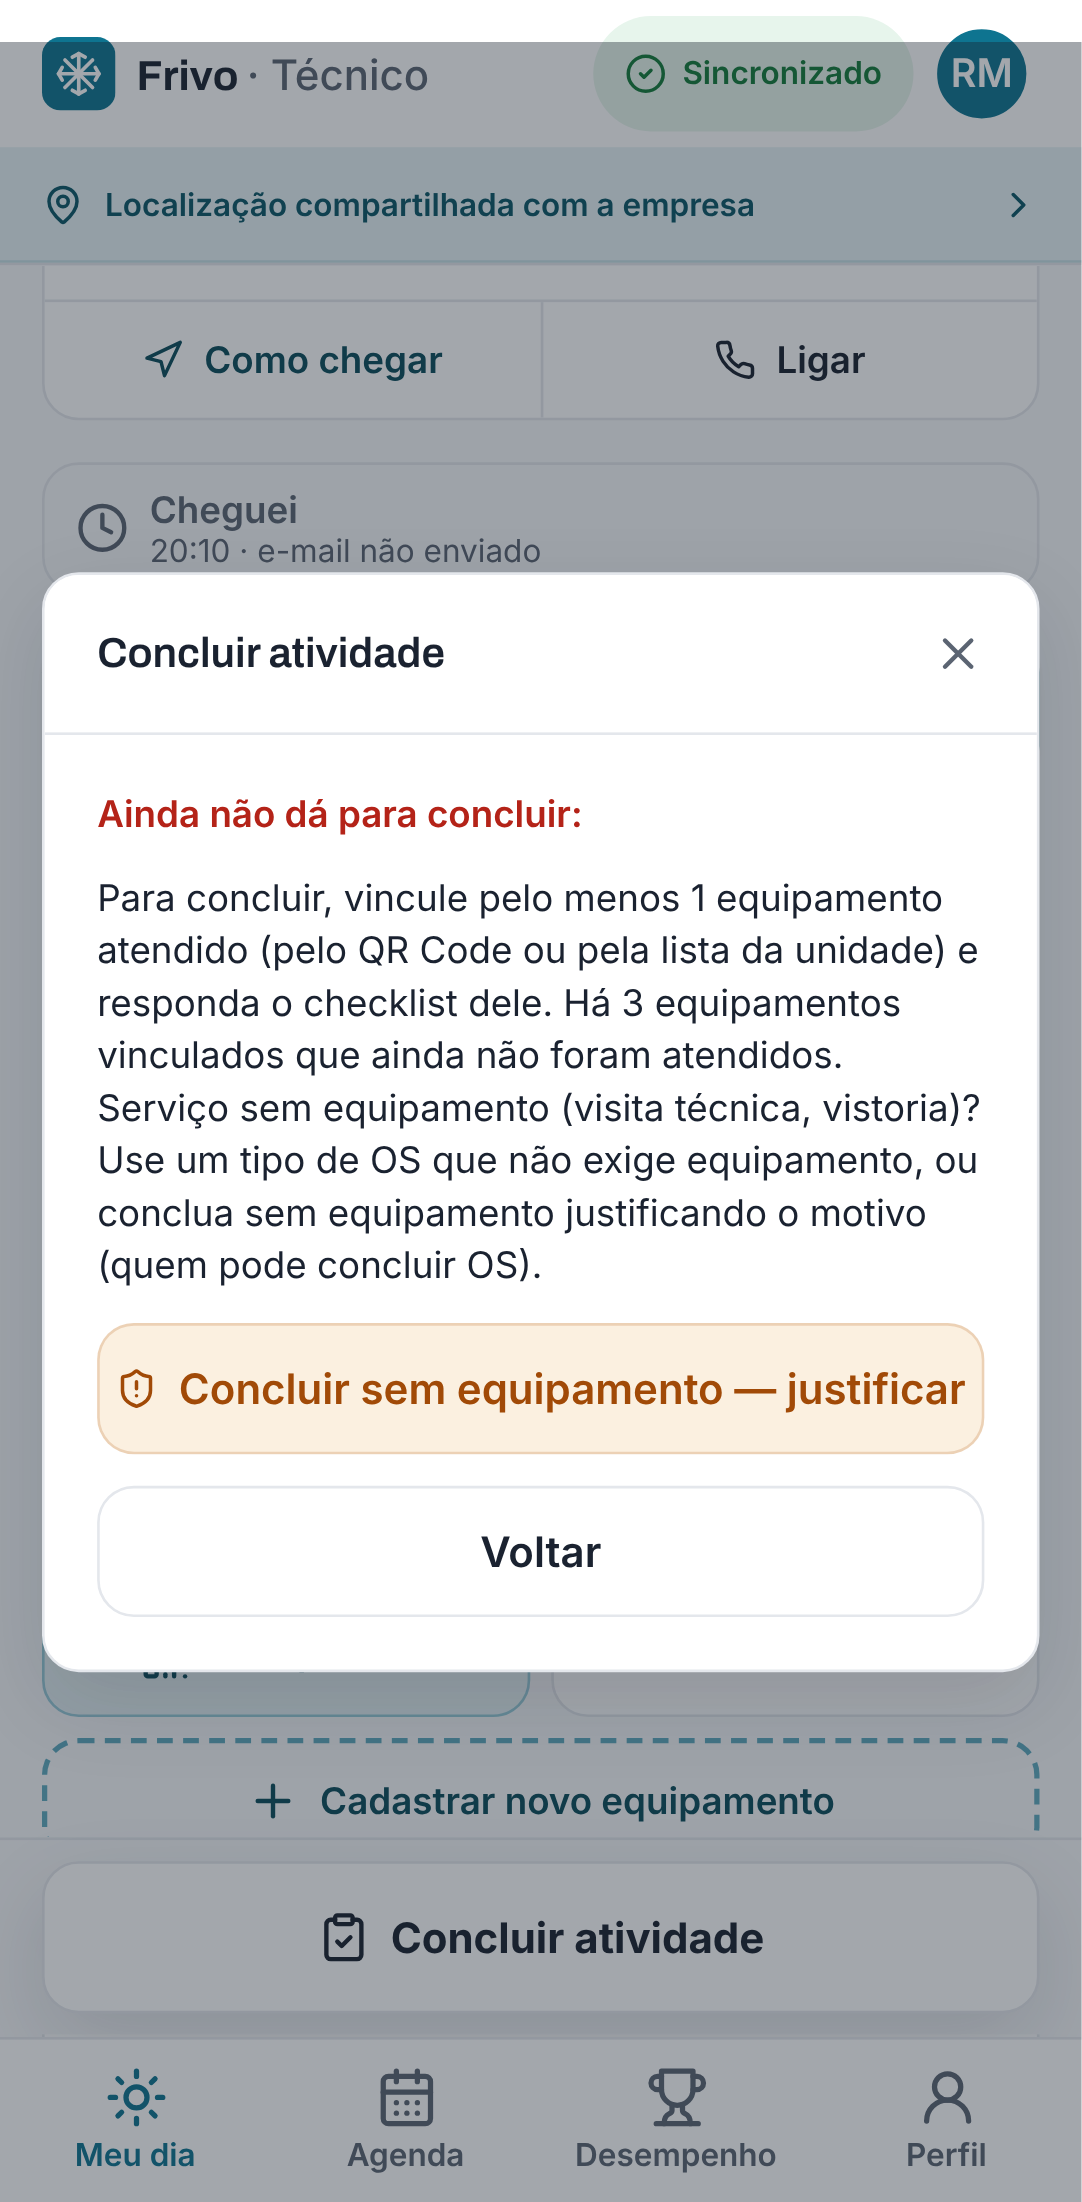 Frivo · Técnico
Sincronizado
RM
Localização compartilhada com a empresa
Como chegar
Ligar
Cheguei
20:10 · e-mail não enviado
Concluir atividade
Ainda não dá para concluir:
Para concluir, vincule pelo menos 1 equipamento
atendido (pelo QR Code ou pela lista da unidade) e
responda o checklist dele. Há 3 equipamentos
vinculados que ainda não foram atendidos.
Serviço sem equipamento (visita técnica, vistoria)?
Use um tipo de OS que não exige equipamento, ou
conclua sem equipamento justificando o motivo
(quem pode concluir OS).
Concluir sem equipamento — justificar
Voltar
Cadastrar novo equipamento
Concluir atividade
Meu dia
Agenda
Desempenho
Perfil